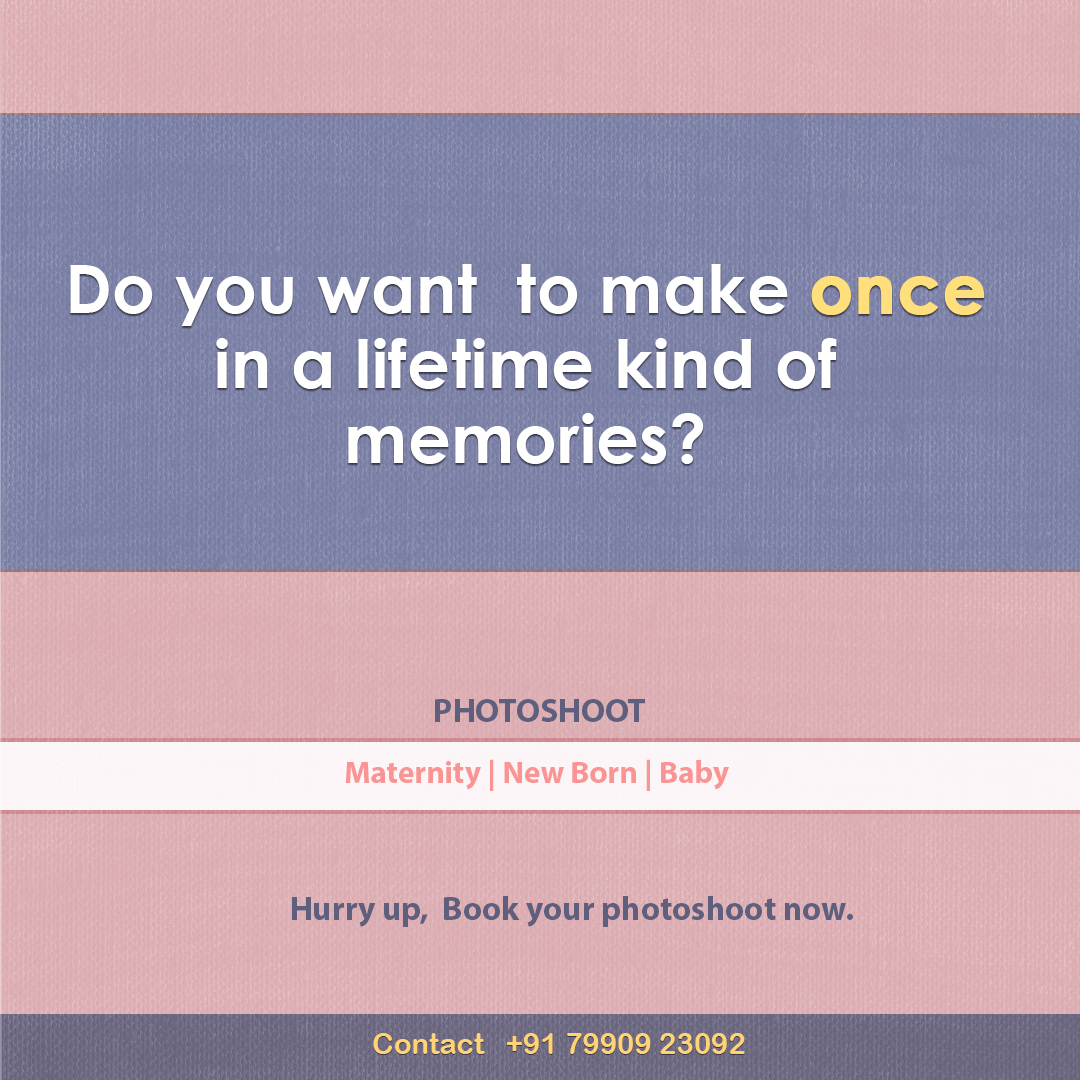 Do you want to make once
in a lifetime kind of
memories?
PHOTOSHOOT
Maternity | New Born | Baby
Hurry up, Book your photoshoot now.
Contact +91 79909 23092